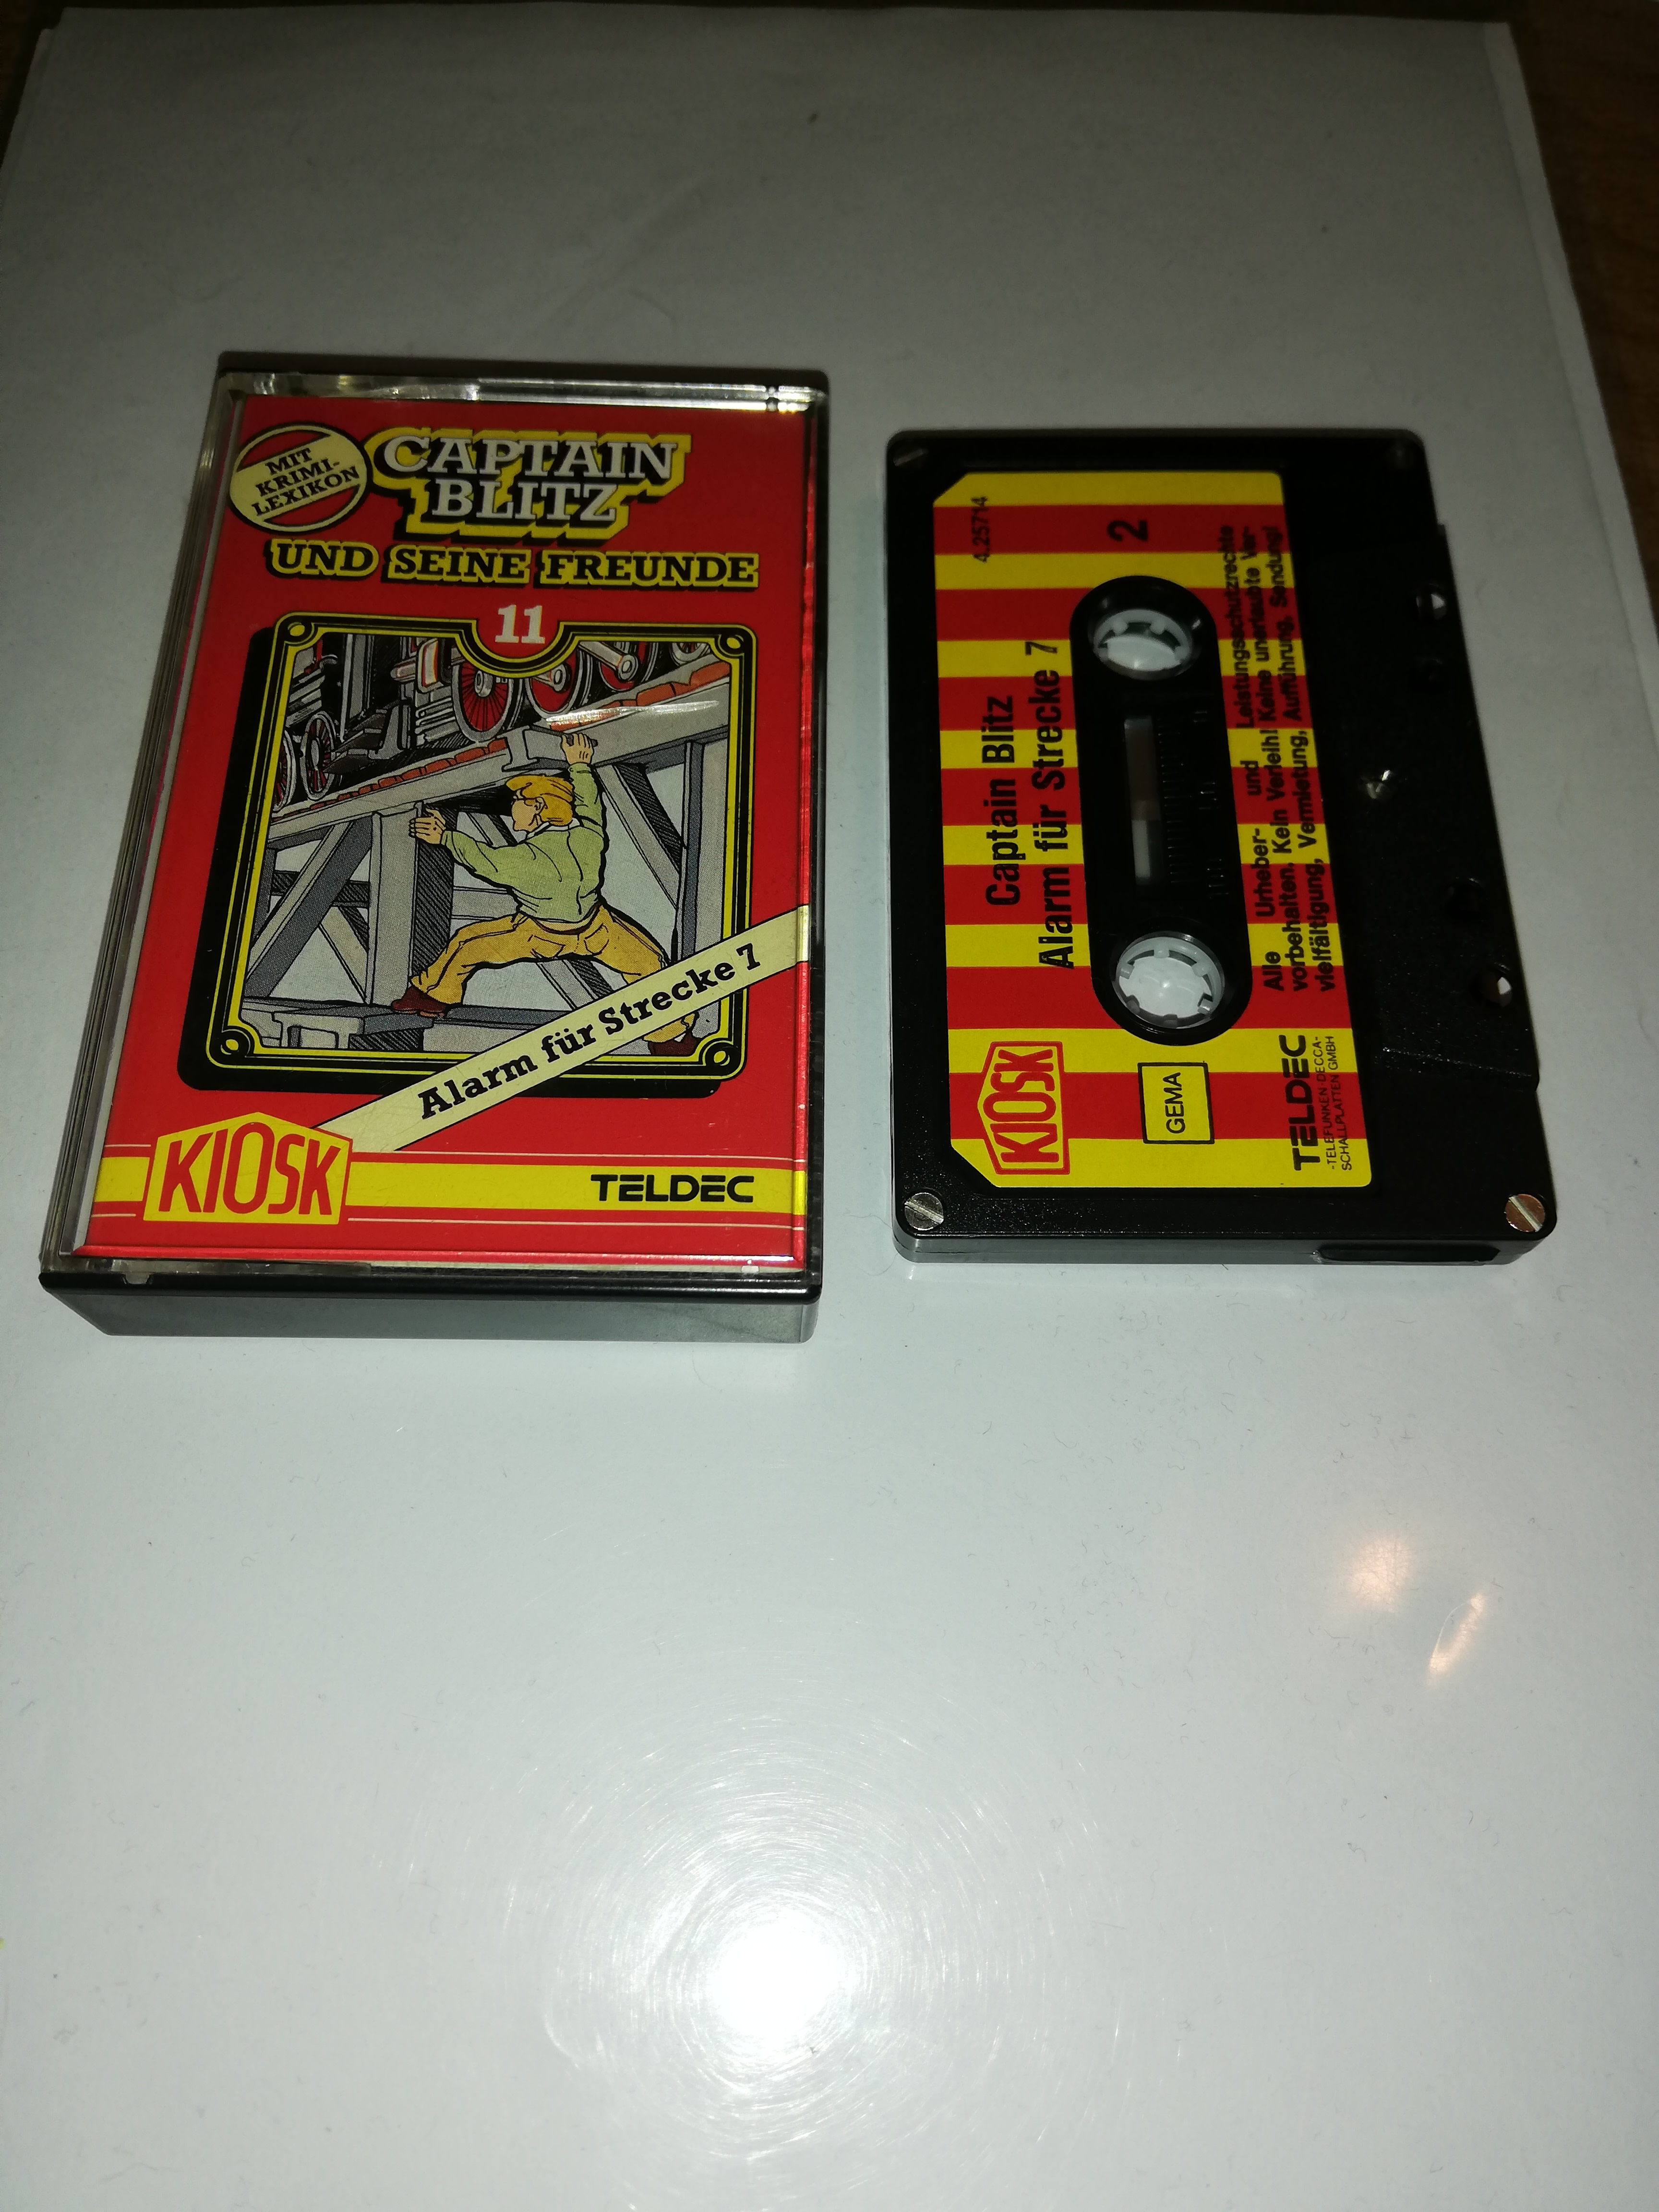 MIT
KRIMI-
LEXIKON
CAPTAIN
BLITZ
UND SEINE FREUNDE
11
Alarm für Strecke 7
KIOSK
TELDEC
4.25714
2
Captain Blitz
Alarm für Strecke 7
Alle Urheber- und Leistungsschutzrechte
vorbehalten. Kein Verleih! Keine unerlaubte Ver-
vielfältigung, Vermietung, Aufführung, Sendung!
KIOSK
GEMA
TELDEC
-TELEFUNKEN-DECCA-
SCHALLPLATTEN GMBH